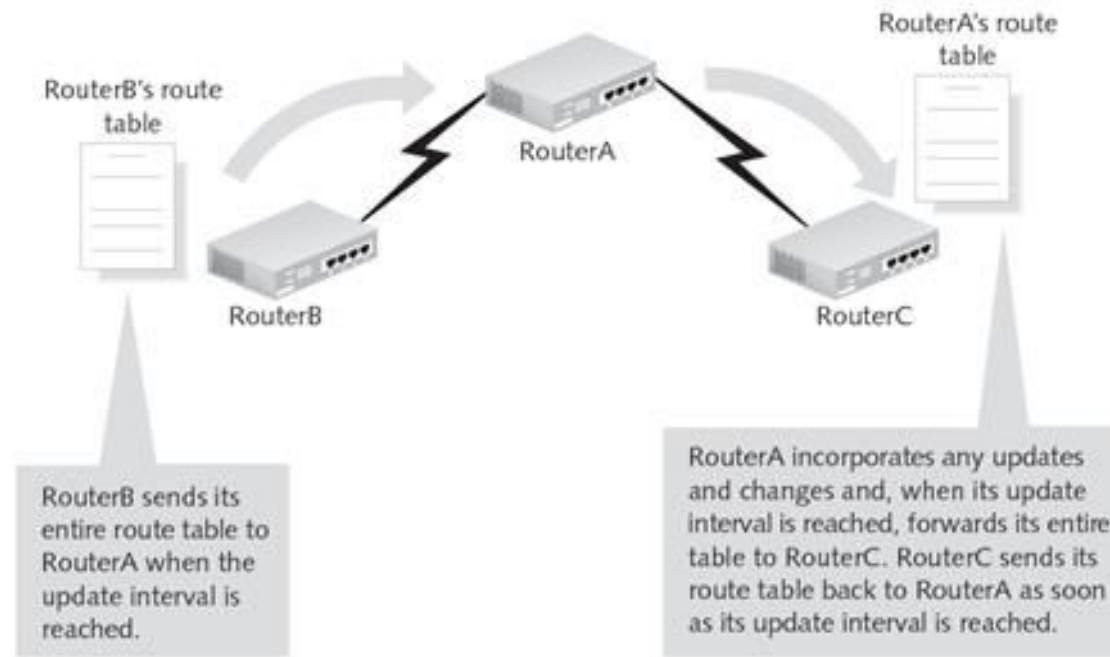 RouterB's route
table
RouterA's route
table
RouterA
RouterB
RouterC
RouterB sends its
entire route table to
RouterA when the
update interval is
reached.
RouterA incorporates any updates
and changes and, when its update
interval is reached, forwards its entire
table to RouterC. RouterC sends its
route table back to RouterA as soon
as its update interval is reached.